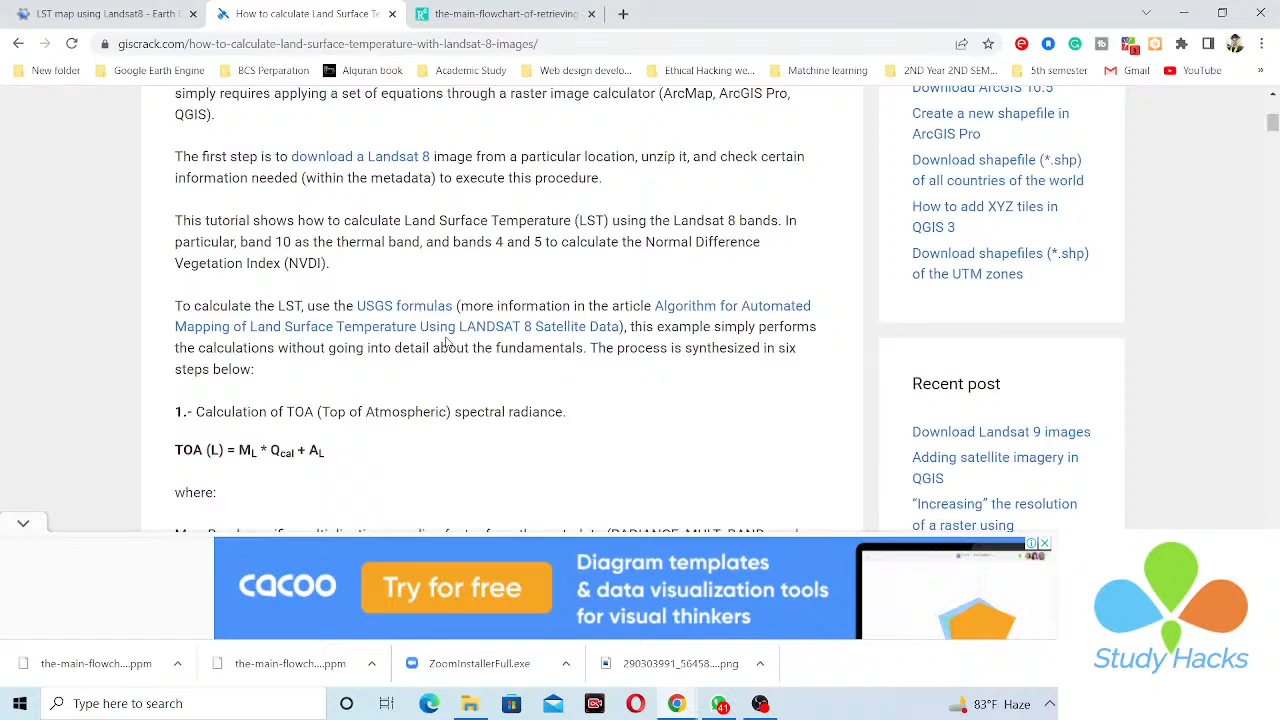 LST map using Landsat8 - Earth E
How to calculate Land Surface Te
the-main-flowchart-of-retrieving
giscrack.com/how-to-calculate-land-surface-temperature-with-landsat-8-images/
New folder
Google Earth Engine
BCS Perparation
Alquran book
Academic Study
Web design develo...
Ethical Hacking we...
Matchine learning
2ND Year 2ND SEM...
5th semester
Gmail
YouTube
»
simply requires applying a set of equations through a raster image calculator (ArcMap, ArcGIS Pro,
QGIS).
The first step is to download a Landsat 8 image from a particular location, unzip it, and check certain
information needed (within the metadata) to execute this procedure.
This tutorial shows how to calculate Land Surface Temperature (LST) using the Landsat 8 bands. In
particular, band 10 as the thermal band, and bands 4 and 5 to calculate the Normal Difference
Vegetation Index (NVDI).
To calculate the LST, use the USGS formulas (more information in the article Algorithm for Automated
Mapping of Land Surface Temperature Using LANDSAT 8 Satellite Data), this example simply performs
the calculations without going into detail about the fundamentals. The process is synthesized in six
steps below:
1.- Calculation of TOA (Top of Atmospheric) spectral radiance.
TOA (L) = ML * Qcal + AL
where:
Download ArcGIS 10.5
Create a new shapefile in
ArcGIS Pro
Download shapefile (*.shp)
of all countries of the world
How to add XYZ tiles in
QGIS 3
Download shapefiles (*.shp)
of the UTM zones
Recent post
Download Landsat 9 images
Adding satellite imagery in
QGIS
“Increasing” the resolution
of a raster using
cacoo
Try for free
Diagram templates
& data visualization tools
for visual thinkers
Study Hacks
the-main-flowch....ppm
the-main-flowch....ppm
ZoomInstallerFull.exe
290303991_56458....png
Type here to search
41
83°F Haze